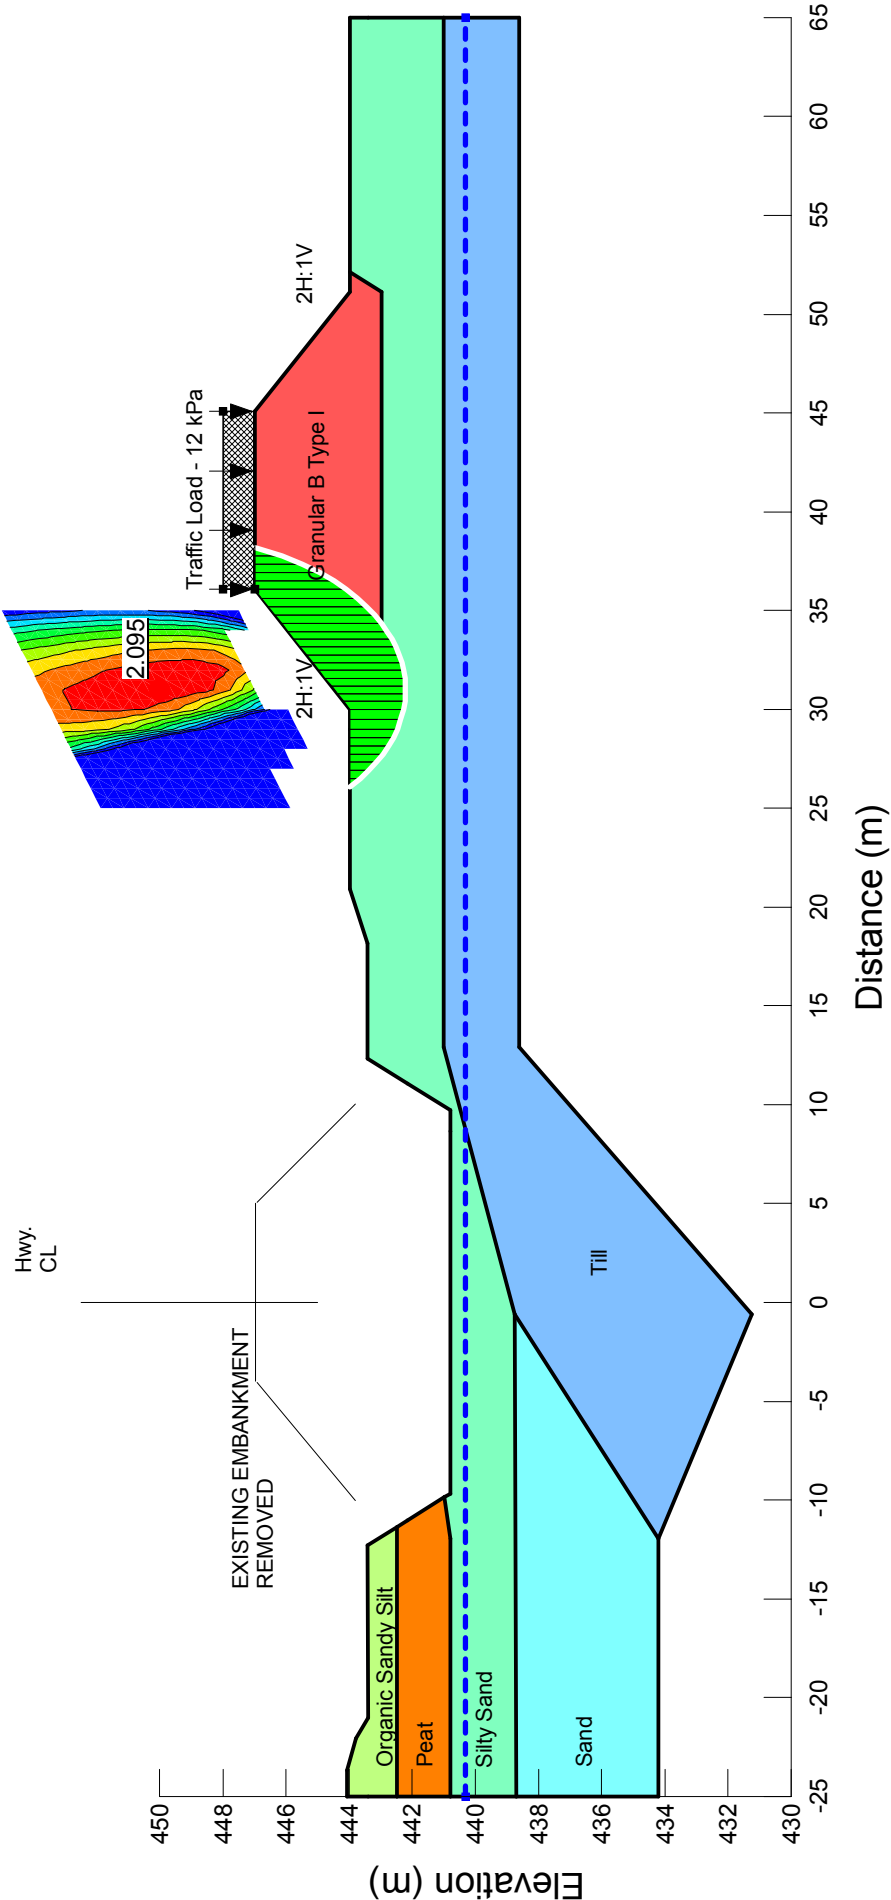 Hwy.
CL
2.095
Traffic Load - 12 kPa
2H:1V
2H:1V
Granular B Type I
EXISTING EMBANKMENT
REMOVED
Organic Sandy Silt
Peat
Silty Sand
Sand
Till
Elevation (m)
450
448
446
444
442
440
438
436
434
432
430
-25
-20
-15
-10
-5
0
5
10
15
20
25
30
35
40
45
50
55
60
65
Distance (m)